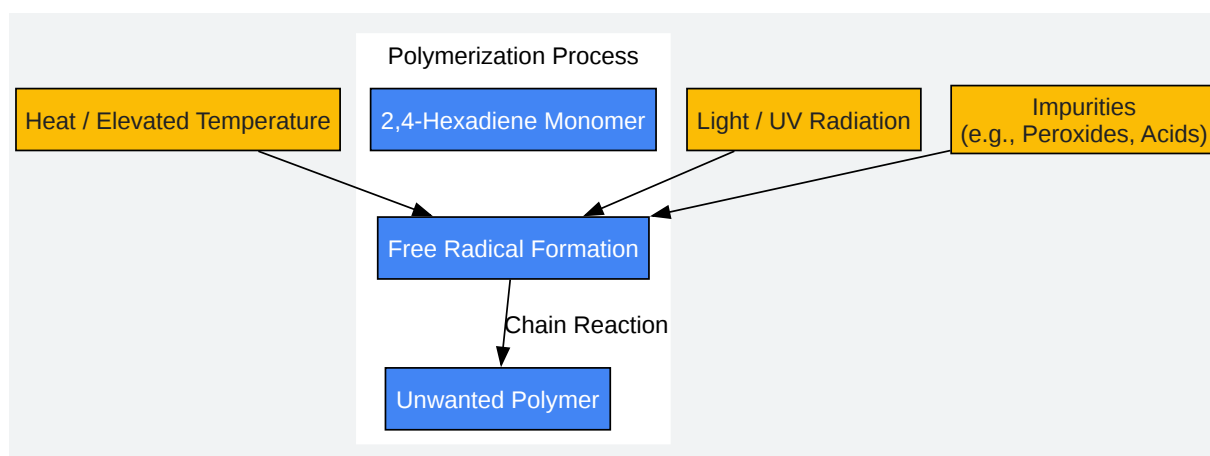 Polymerization Process
Heat / Elevated Temperature
2,4-Hexadiene Monomer
Light / UV Radiation
Impurities
(e.g., Peroxides, Acids)
Free Radical Formation
Chain Reaction
Unwanted Polymer